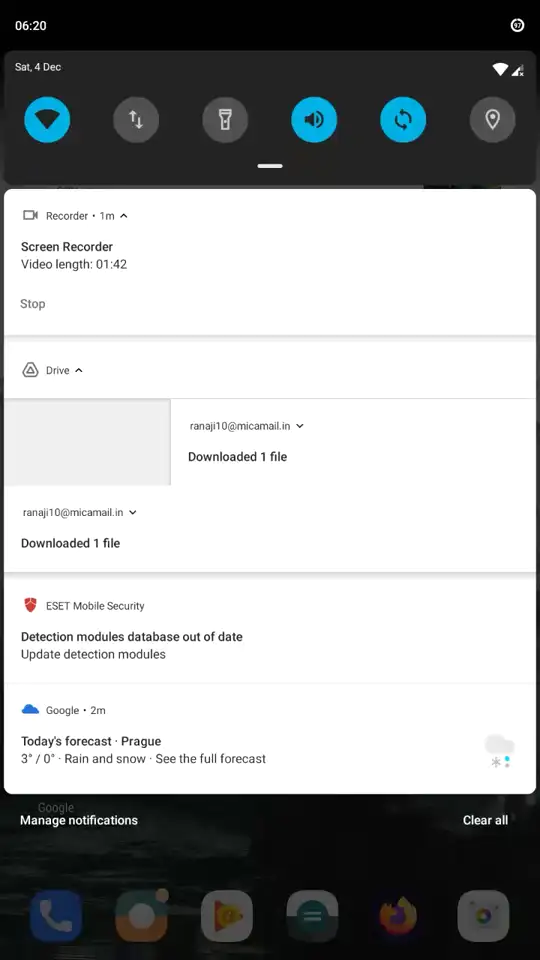 06:20
97
Sat, 4 Dec
Recorder • 1m
Screen Recorder
Video length: 01:42
Stop
Drive
ranaji10@micamail.in
Downloaded 1 file
ranaji10@micamail.in
Downloaded 1 file
ESET Mobile Security
Detection modules database out of date
Update detection modules
Google • 2m
Today's forecast · Prague
3° / 0° · Rain and snow · See the full forecast
Google
Manage notifications
Clear all